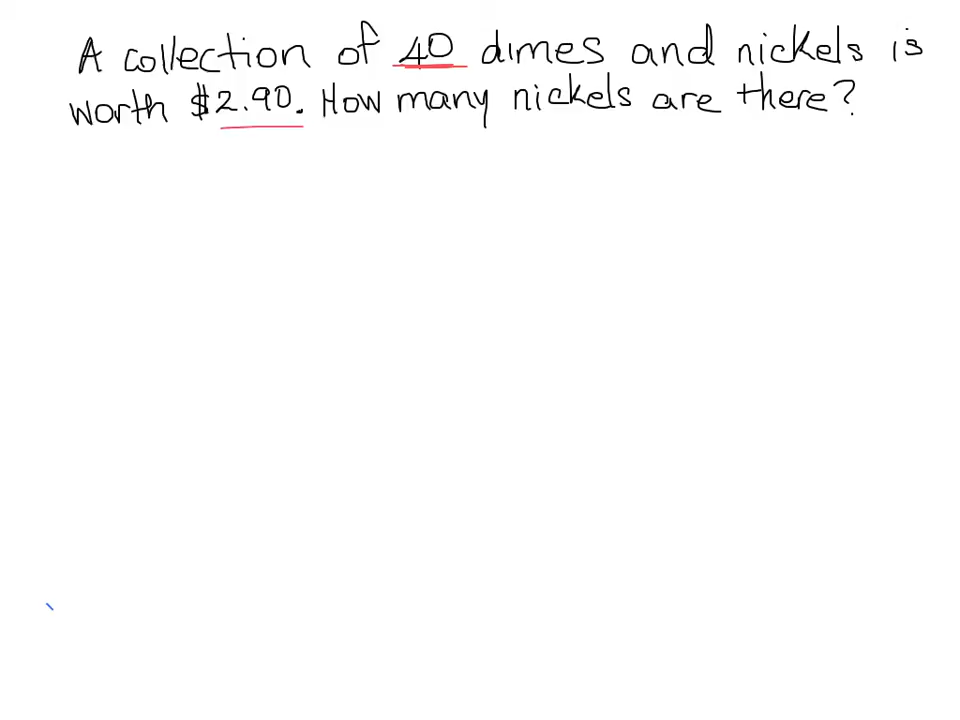 A collection of 40 dimes and nickels is
worth $2.90. How many nickels are there?